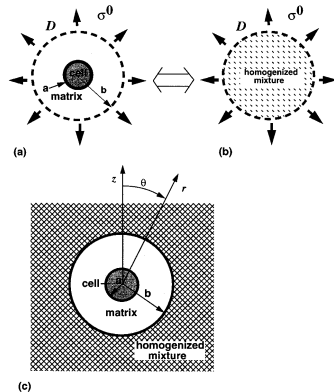 D σ⁰ D σ⁰
cell
a b
matrix
homogenized
mixture
(a) (b)
z θ r
cell a b
matrix
homogenized
mixture
(c)